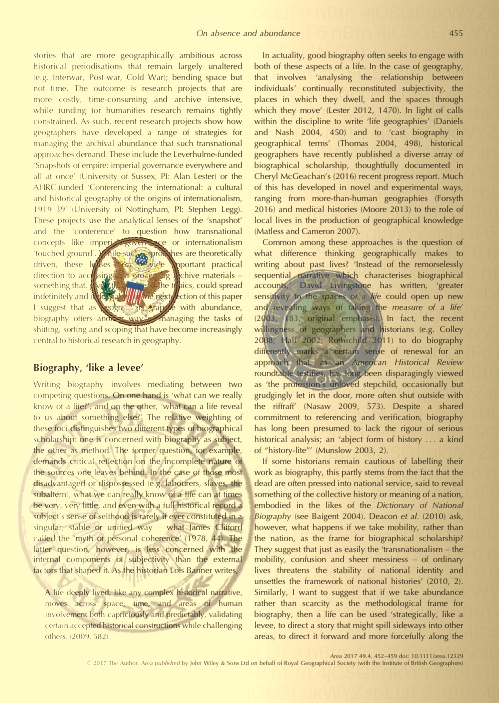 On absence and abundance 455
stories that are more geographically ambitious across
historical periodisations that remain largely unaltered
(e.g. Interwar, Post-war, Cold War); bending space but
not time. The outcome is research projects that are
more costly, time-consuming and archive intensive,
while funding for humanities research remains tightly
constrained. As such, recent research projects show how
geographers have developed a range of strategies for
managing the archival abundance that such transnational
approaches demand. These include the Leverhulme-funded
'Snapshots of empire: imperial governance everywhere and
all at once' (University of Sussex, PI: Alan Lester) or the
AHRC funded 'Conferencing the international: a cultural
and historical geography of the origins of internationalism,
1919–39' (University of Nottingham, PI: Stephen Legg).
These projects use the analytical lenses of the 'snapshot'
and the 'conference' to question how transnational
concepts like imperial governance or internationalism
'touched ground'. While such projects are theoretically
driven, these important practical
direction to accessing archive materials –
something that, topics, could spread
indefinitely and in the next section of this paper
I suggest that as with abundance,
biography offers managing the tasks of
sifting, sorting and scoping that have become increasingly
central to historical research in geography.
Biography, 'like a levee'
Writing biography involves mediating between two
competing questions. On one hand is 'what can we really
know of a life?', and on the other, 'what can a life reveal
to us about something else?'. The relative weighting of
these foci distinguishes two different types of biographical
scholarship: one is concerned with biography as subject,
the other as method. The former question, for example,
demands critical reflection on the incomplete nature of
the sources one leaves behind. In the case of those most
disadvantaged or dispossessed (e.g. labourers, slaves, the
subaltern), what we can really know of a life can at times
be very, very little, and even with a full historical record a
subject's sense of selfhood is rarely if ever constituted in a
singular, stable or unified way – what James Clifford
called the 'myth of personal coherence' (1978, 44). The
latter question, however, is less concerned with the
internal components of subjectivity than the external
factors that shaped it. As the historian Lois Banner writes,
A life deeply lived, like any complex historical narrative,
moves across space, time, and areas of human
involvement both capriciously and predictably, validating
certain accepted historical constructions while challenging
others. (2009, 582)
In actuality, good biography often seeks to engage with
both of these aspects of a life. In the case of geography,
that involves 'analysing the relationship between
individuals' continually reconstituted subjectivity, the
places in which they dwell, and the spaces through
which they move' (Lester 2012, 1470). In light of calls
within the discipline to write 'life geographies' (Daniels
and Nash 2004, 450) and to 'cast biography in
geographical terms' (Thomas 2004, 498), historical
geographers have recently published a diverse array of
biographical scholarship, thoughtfully documented in
Cheryl McGeachan's (2016) recent progress report. Much
of this has developed in novel and experimental ways,
ranging from more-than-human geographies (Forsyth
2016) and medical histories (Moore 2013) to the role of
local lives in the production of geographical knowledge
(Matless and Cameron 2007).
Common among these approaches is the question of
what difference thinking geographically makes to
writing about past lives? 'Instead of the remorselessly
sequential narrative which characterises biographical
accounts', David Livingstone has written, 'greater
sensitivity to the spaces of a life could open up new
and revealing ways of taking the measure of a life'
(2003, 183, original emphasis). In fact, the recent
willingness of geographers and historians (e.g. Colley
2008; Hall 2002; Rothschild 2011) to do biography
differently marks a certain sense of renewal for an
approach that, as an American Historical Review
roundtable testifies, has long been disparagingly viewed
as 'the profession's unloved stepchild, occasionally but
grudgingly let in the door, more often shut outside with
the riffraff' (Nasaw 2009, 573). Despite a shared
commitment to referencing and verification, biography
has long been presumed to lack the rigour of serious
historical analysis; an 'abject form of history . . . a kind
of "history-lite"' (Munslow 2003, 2).
If some historians remain cautious of labelling their
work as biography, this partly stems from the fact that the
dead are often pressed into national service, said to reveal
something of the collective history or meaning of a nation,
embodied in the likes of the Dictionary of National
Biography (see Baigent 2004). Deacon et al. (2010) ask,
however, what happens if we take mobility, rather than
the nation, as the frame for biographical scholarship?
They suggest that just as easily the 'transnationalism – the
mobility, confusion and sheer messiness – of ordinary
lives threatens the stability of national identity and
unsettles the framework of national histories' (2010, 2).
Similarly, I want to suggest that if we take abundance
rather than scarcity as the methodological frame for
biography, then a life can be used 'strategically, like a
levee, to direct a story that might spill sideways into other
areas, to direct it forward and more forcefully along the
Area 2017 49.4, 452–459 doi: 10.1111/area.12329
© 2017 The Author. Area published by John Wiley & Sons Ltd on behalf of Royal Geographical Society (with the Institute of British Geographers)